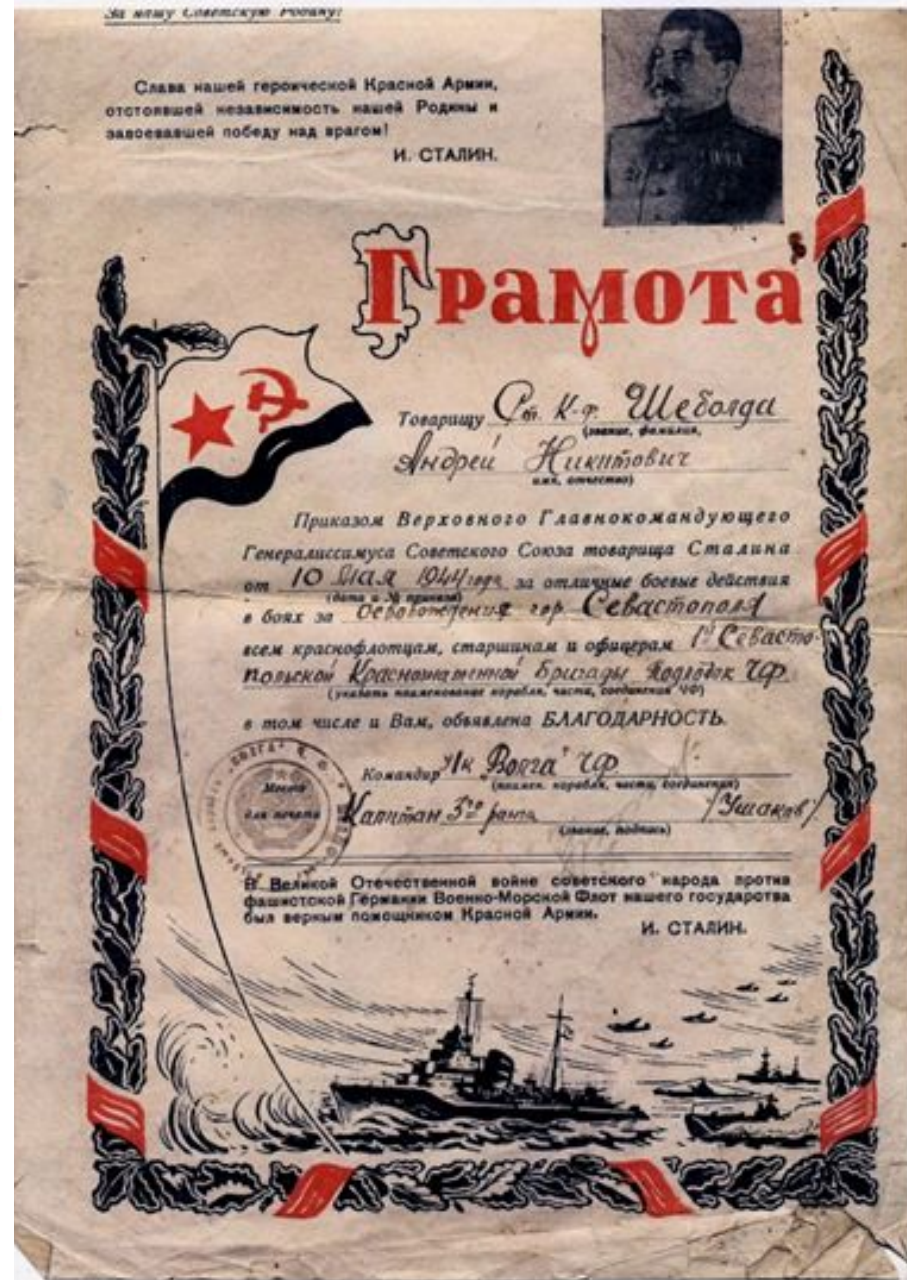 За нашу Советскую Родину!
Слава нашей героической Красной Армии,
отстоявшей независимость нашей Родины и
завоевавшей победу над врагом!
И. СТАЛИН.
Грамота
Товарищу Ст. К-ф. Шеболда
(звание, фамилия,
Андрей Никитович
имя, отчество)
Приказом Верховного Главнокомандующего
Генералиссимуса Советского Союза товарища Сталина
от 10 Мая 1944 года за отличные боевые действия
(дата и № приказа)
в боях за Освобождения гор Севастополя
всем краснофлотцам, старшинам и офицерам 1й Севасто-
польской Краснознаменной Бригады Подлодок ЧФ
(указать наименование корабля, части, соединения ЧФ)
в том числе и Вам, объявлена БЛАГОДАРНОСТЬ.
Командир "Волга" ЧФ
(наимен. корабля, части, соединения)
Место
для печати
Капитан 3го ранга /Ушаков/
(звание, подпись)
В Великой Отечественной войне советского народа против
фашистской Германии Военно-Морской Флот нашего государства
был верным помощником Красной Армии.
И. СТАЛИН.